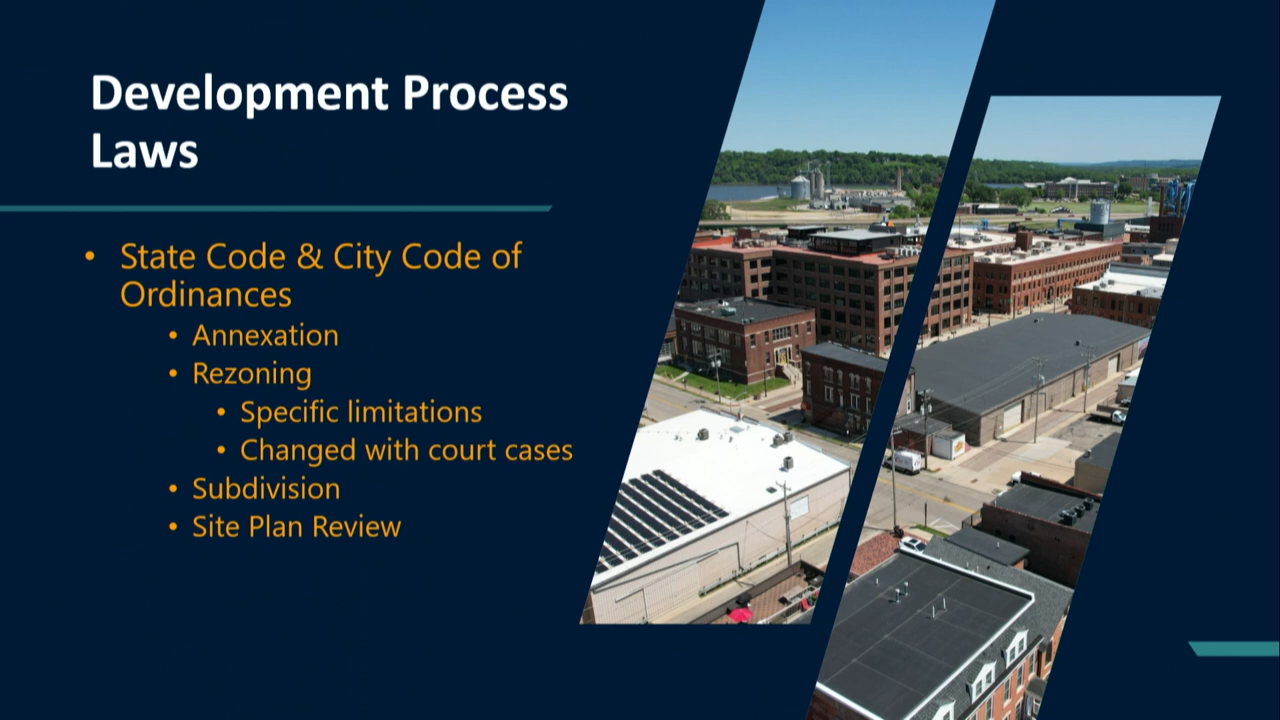 Development Process
Laws
• State Code & City Code of
Ordinances
• Annexation
• Rezoning
• Specific limitations
• Changed with court cases
• Subdivision
• Site Plan Review